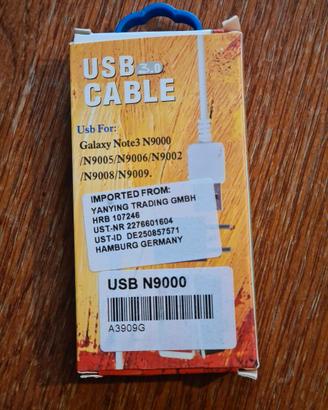 USB 3.0
CABLE
Usb For:
Galaxy Note3 N9000
/N9005/N9006/N9002
/N9008/N9009.
IMPORTED FROM:
YANYING TRADING GMBH
HRB 107246
UST-NR 2276601604
UST-ID DE250857571
HAMBURG GERMANY
USB N9000
A3909G